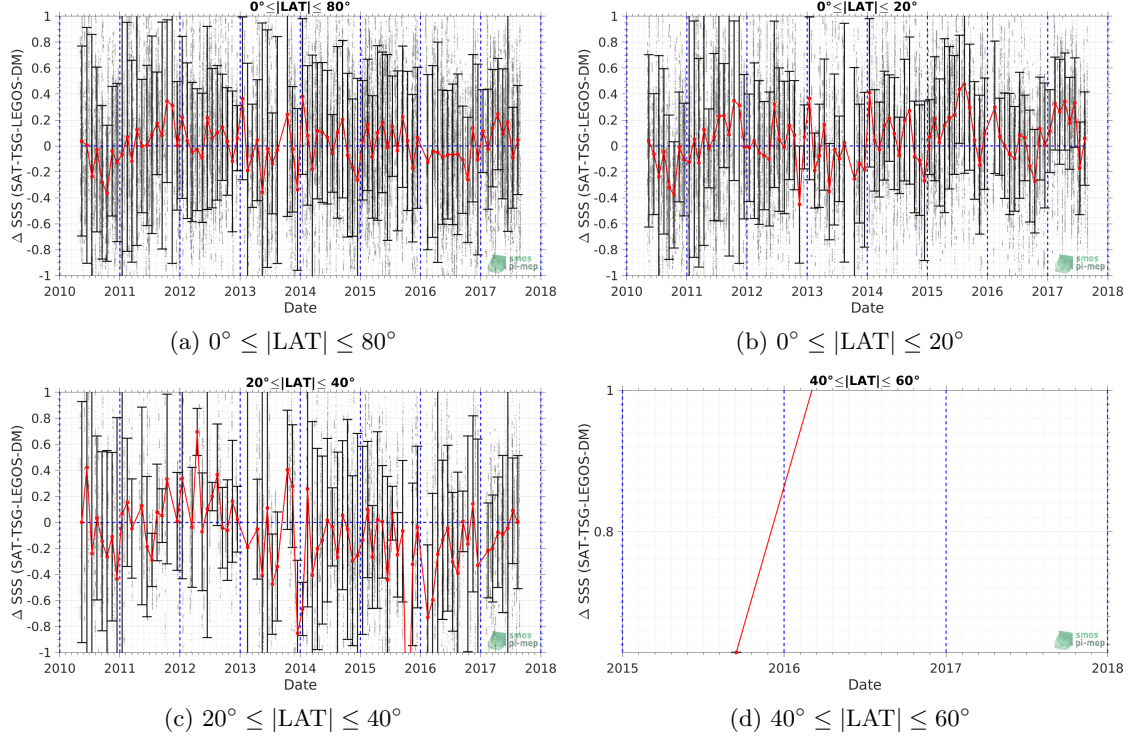 0°≤|LAT|≤ 80°
Δ SSS (SAT-TSG-LEGOS-DM)
1
0.8
0.6
0.4
0.2
0
-0.2
-0.4
-0.6
-0.8
-1
2010 2011 2012 2013 2014 2015 2016 2017 2018
Date
smos
pi-mep
(a) 0° ≤ |LAT| ≤ 80°
0°≤|LAT|≤ 20°
Δ SSS (SAT-TSG-LEGOS-DM)
1
0.8
0.6
0.4
0.2
0
-0.2
-0.4
-0.6
-0.8
-1
2010 2011 2012 2013 2014 2015 2016 2017 2018
Date
smos
pi-mep
(b) 0° ≤ |LAT| ≤ 20°
20°≤|LAT|≤ 40°
Δ SSS (SAT-TSG-LEGOS-DM)
1
0.8
0.6
0.4
0.2
0
-0.2
-0.4
-0.6
-0.8
-1
2010 2011 2012 2013 2014 2015 2016 2017 2018
Date
smos
pi-mep
(c) 20° ≤ |LAT| ≤ 40°
40°≤|LAT|≤ 60°
Δ SSS (SAT-TSG-LEGOS-DM)
1
0.8
2015 2016 2017 2018
Date
smos
pi-mep
(d) 40° ≤ |LAT| ≤ 60°